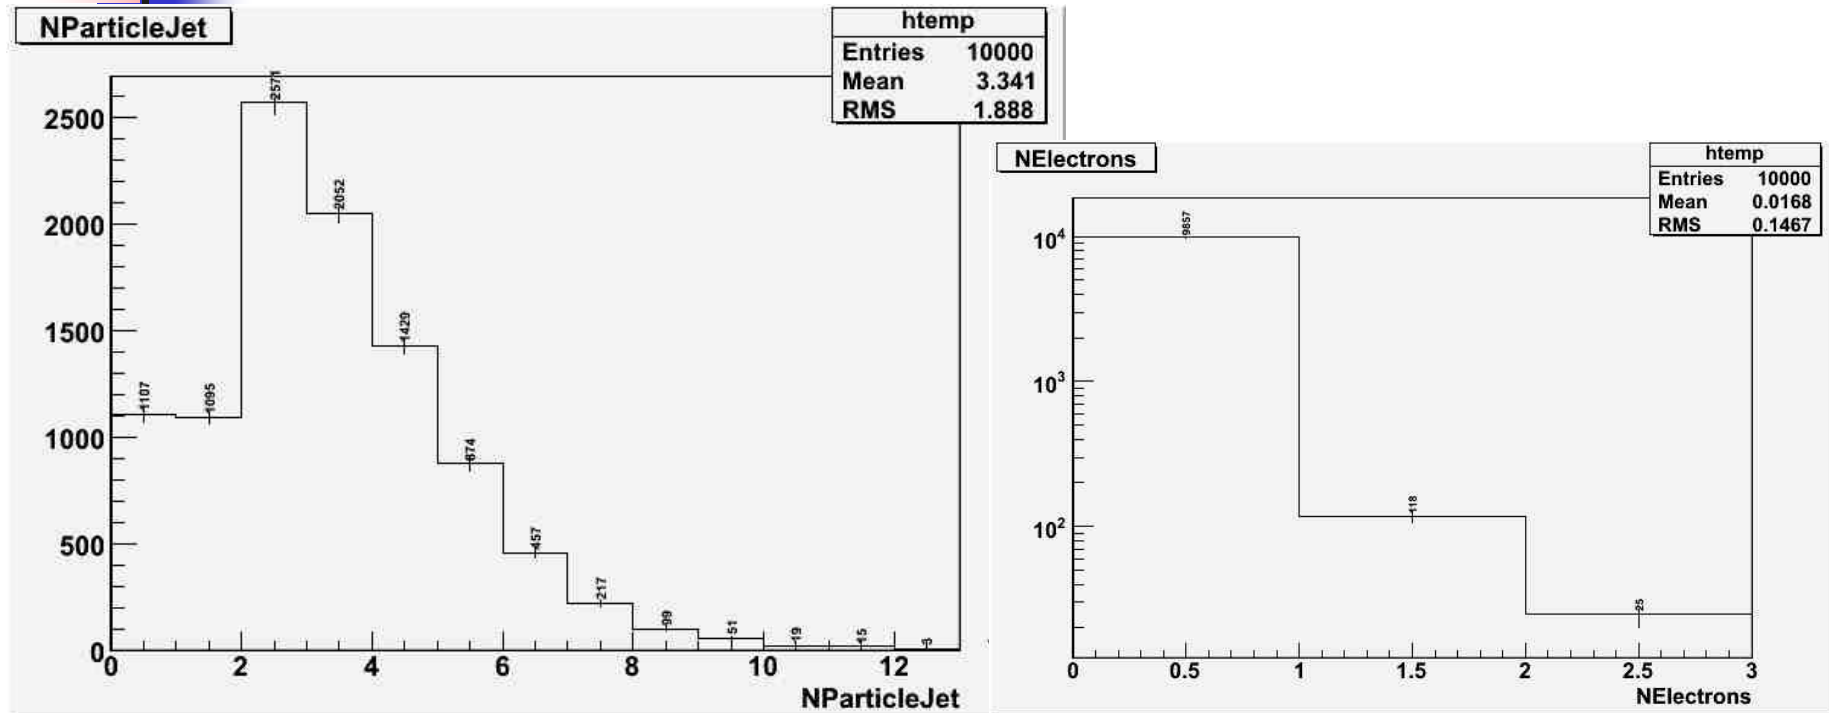 NParticleJet
htemp
Entries 10000
Mean 3.341
RMS 1.888
2500
2000
1500
1000
500
0
1107
1095
2571
2052
1429
874
457
217
99
51
19
15
0 2 4 6 8 10 12
NParticleJet
NElectrons
htemp
Entries 10000
Mean 0.0168
RMS 0.1467
10⁴
10³
10²
9857
118
25
0 0.5 1 1.5 2 2.5 3
NElectrons